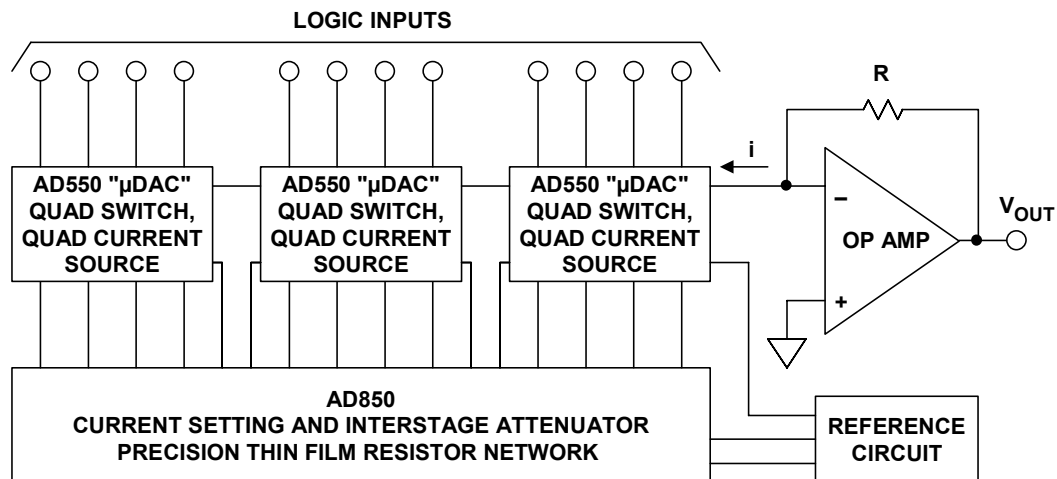 LOGIC INPUTS
R
i
AD550 "µDAC"
QUAD SWITCH,
QUAD CURRENT
SOURCE
AD550 "µDAC"
QUAD SWITCH,
QUAD CURRENT
SOURCE
AD550 "µDAC"
QUAD SWITCH,
QUAD CURRENT
SOURCE
–
OP AMP
+
VOUT
AD850
CURRENT SETTING AND INTERSTAGE ATTENUATOR
PRECISION THIN FILM RESISTOR NETWORK
REFERENCE
CIRCUIT